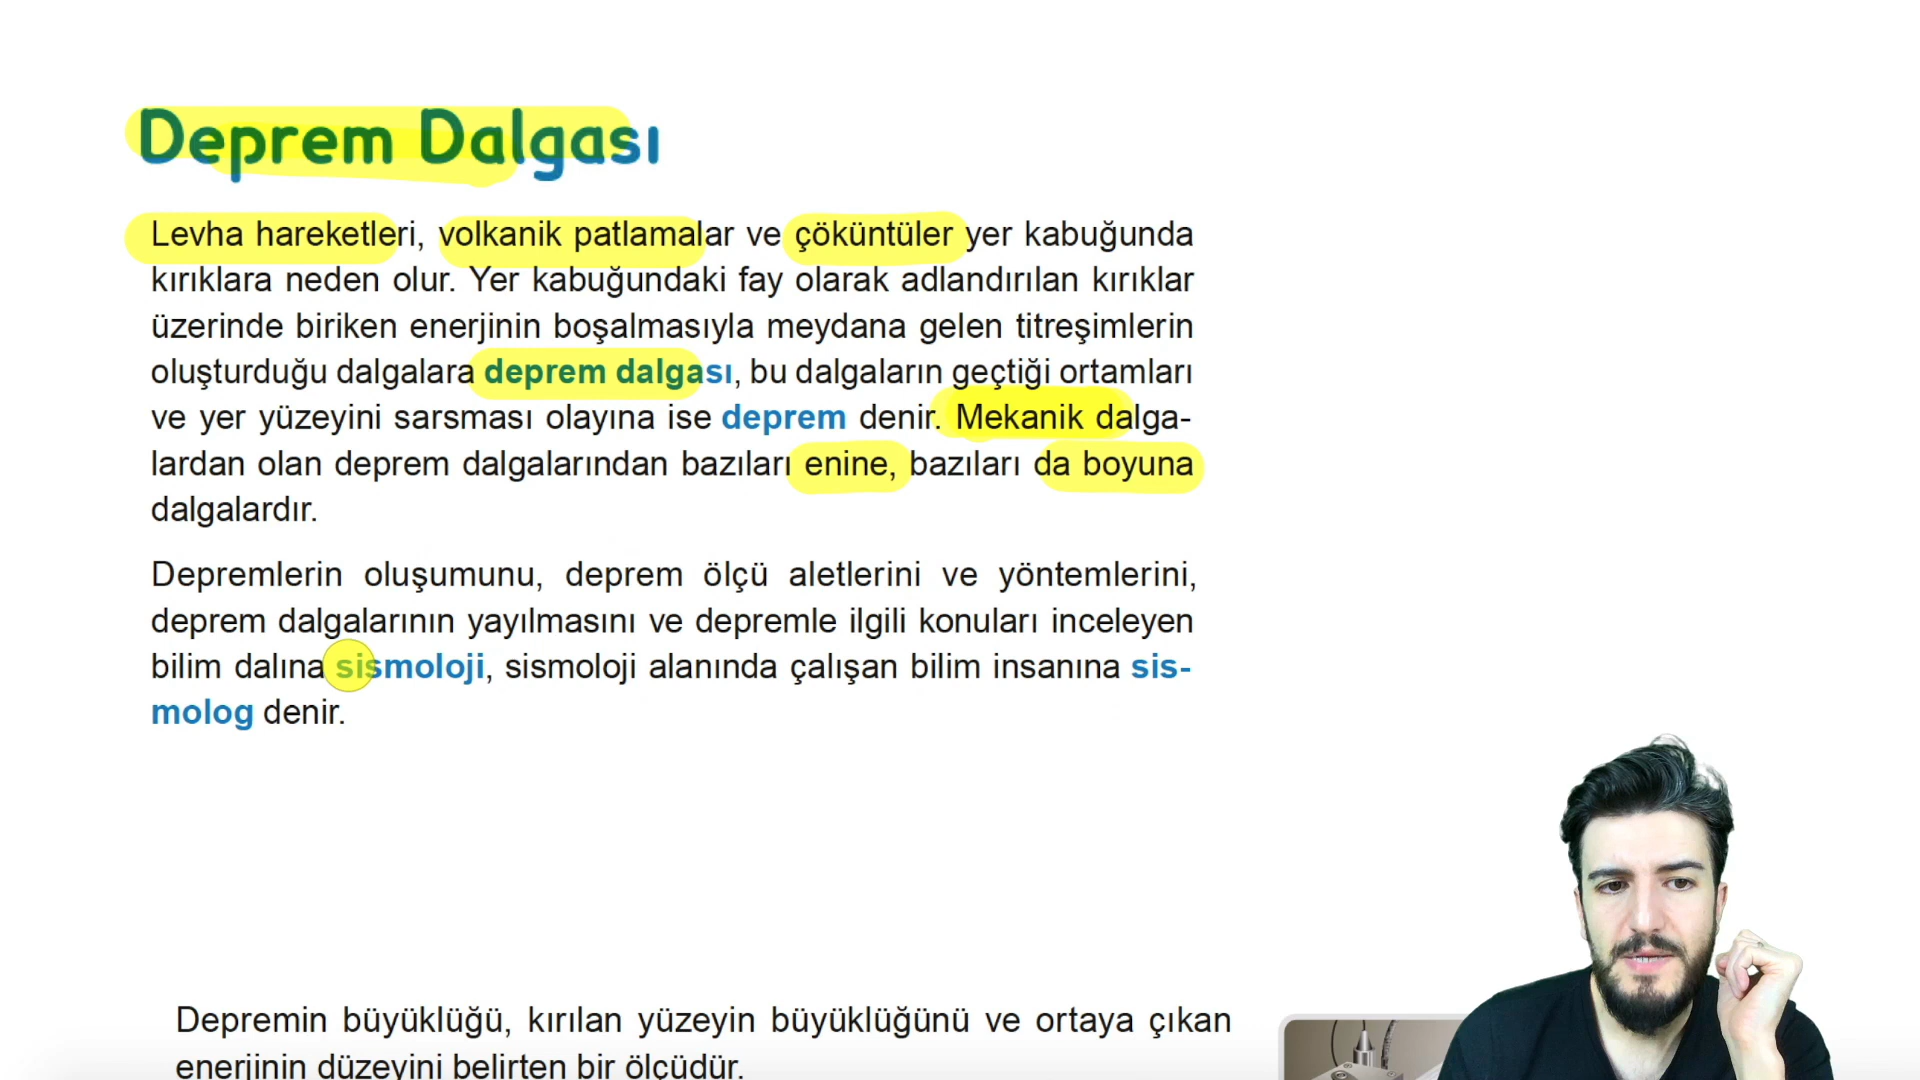 Deprem Dalgası
Levha hareketleri, volkanik patlamalar ve çöküntüler yer kabuğunda
kırıklara neden olur. Yer kabuğundaki fay olarak adlandırılan kırıklar
üzerinde biriken enerjinin boşalmasıyla meydana gelen titreşimlerin
oluşturduğu dalgalara deprem dalgası, bu dalgaların geçtiği ortamları
ve yer yüzeyini sarsması olayına ise deprem denir. Mekanik dalga-
lardan olan deprem dalgalarından bazıları enine, bazıları da boyuna
dalgalardır.
Depremlerin oluşumunu, deprem ölçü aletlerini ve yöntemlerini,
deprem dalgalarının yayılmasını ve depremle ilgili konuları inceleyen
bilim dalına sismoloji, sismoloji alanında çalışan bilim insanına sis-
molog denir.
Depremin büyüklüğü, kırılan yüzeyin büyüklüğünü ve ortaya çıkan
enerjinin düzeyini belirten bir ölçüdür.